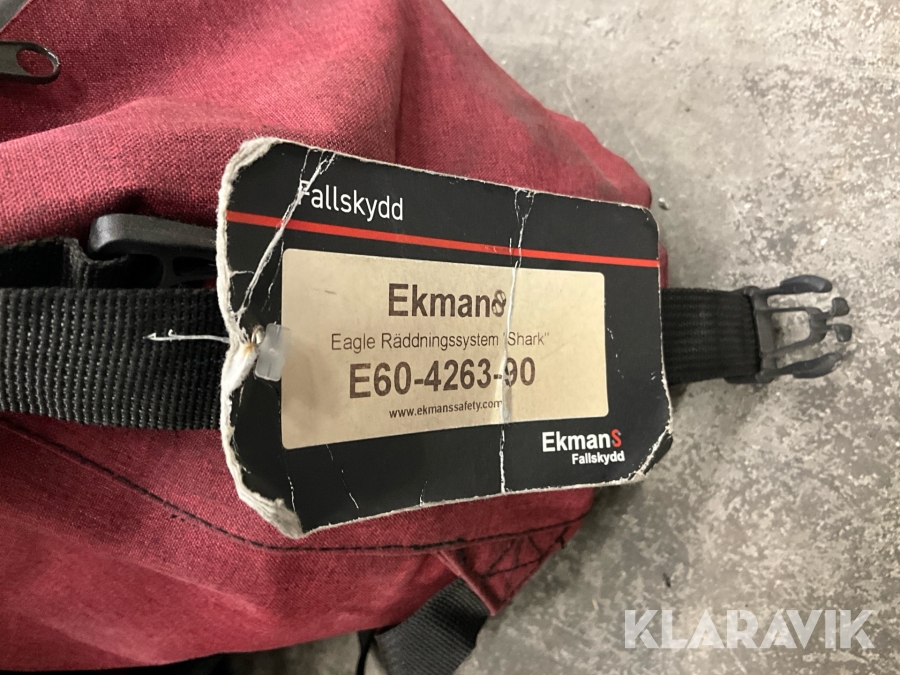 Fallskydd
Ekmans
Eagle Räddningssystem "Shark"
E60-4263-90
www.ekmanssafety.com
EkmanS
Fallskydd
KLARAVIK